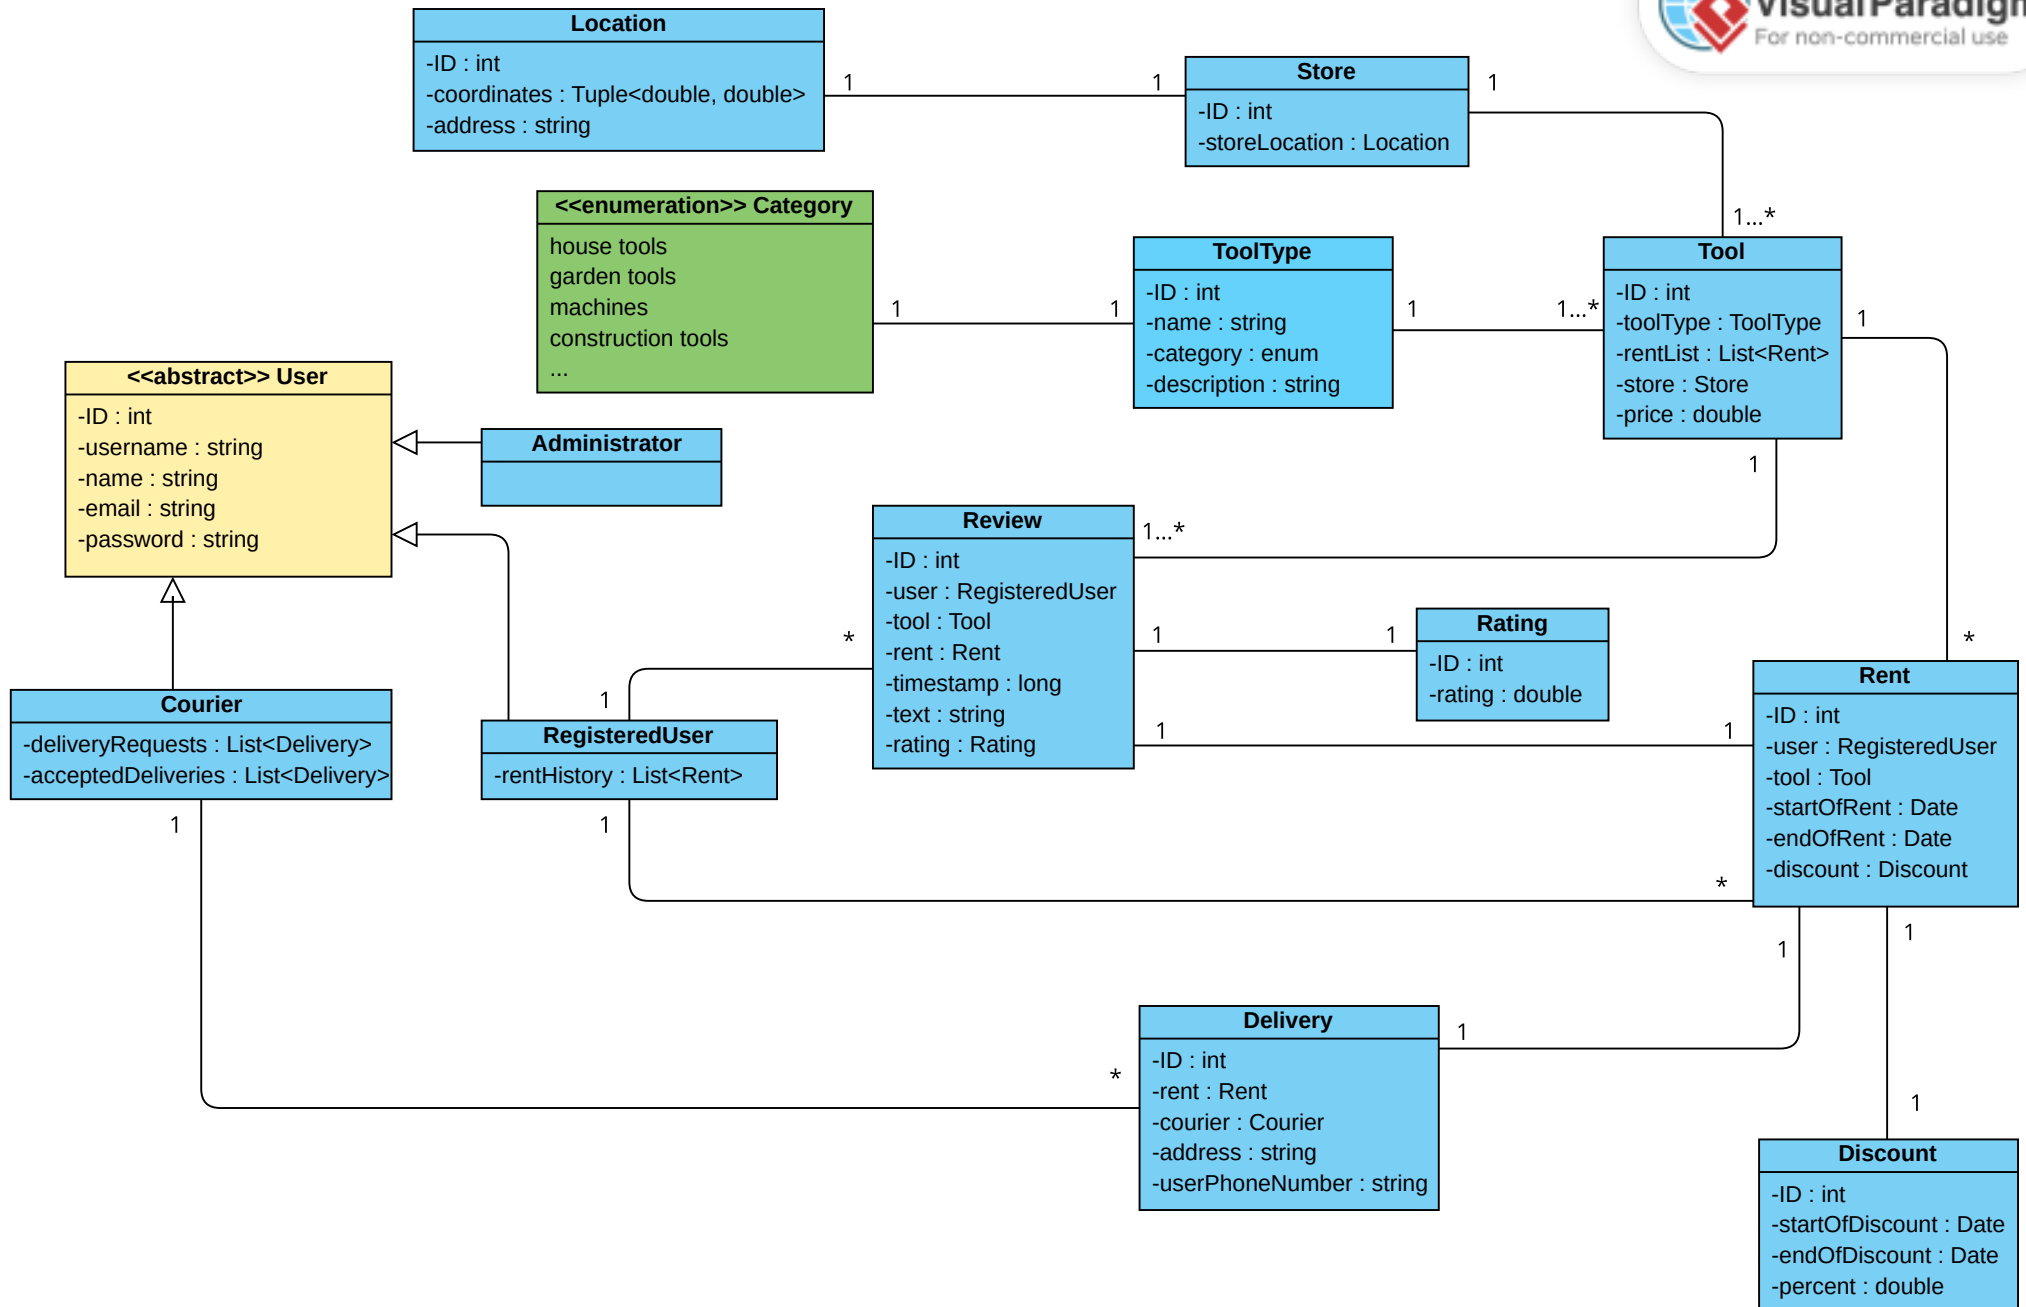 VisualParadigm
For non-commercial use
Location
-ID : int
-coordinates : Tuple<double, double>
-address : string
1
1
Store
-ID : int
-storeLocation : Location
1
1...*
<<enumeration>> Category
house tools
garden tools
machines
construction tools
...
1
1
ToolType
-ID : int
-name : string
-category : enum
-description : string
1
1...*
Tool
-ID : int
-toolType : ToolType
-rentList : List<Rent>
-store : Store
-price : double
1
1
<<abstract>> User
-ID : int
-username : string
-name : string
-email : string
-password : string
Administrator
Review
-ID : int
-user : RegisteredUser
-tool : Tool
-rent : Rent
-timestamp : long
-text : string
-rating : Rating
1...*
*
1
1
1
1
Rating
-ID : int
-rating : double
*
Rent
-ID : int
-user : RegisteredUser
-tool : Tool
-startOfRent : Date
-endOfRent : Date
-discount : Discount
Courier
-deliveryRequests : List<Delivery>
-acceptedDeliveries : List<Delivery>
1
1
RegisteredUser
-rentHistory : List<Rent>
1
*
1
1
Delivery
-ID : int
-rent : Rent
-courier : Courier
-address : string
-userPhoneNumber : string
1
*
1
Discount
-ID : int
-startOfDiscount : Date
-endOfDiscount : Date
-percent : double